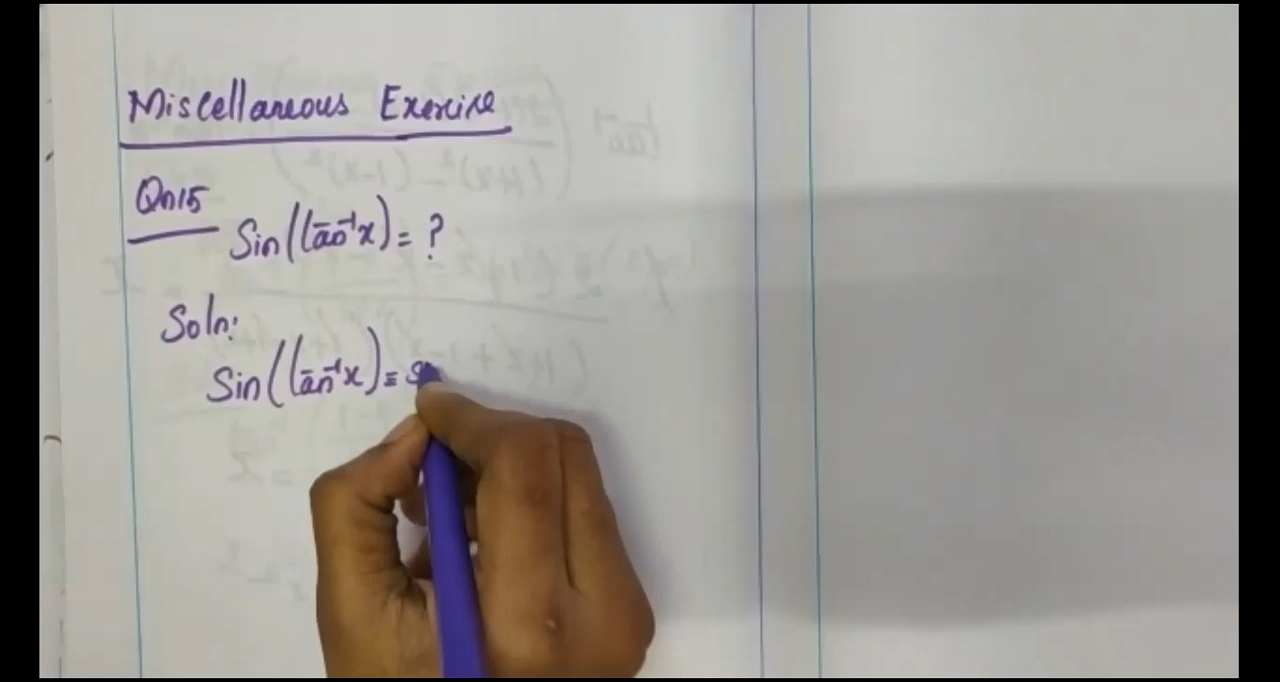 Miscellaneous Exercise
Qn15
Sin(tan⁻¹x) = ?
Soln:
Sin(tan⁻¹x) = S